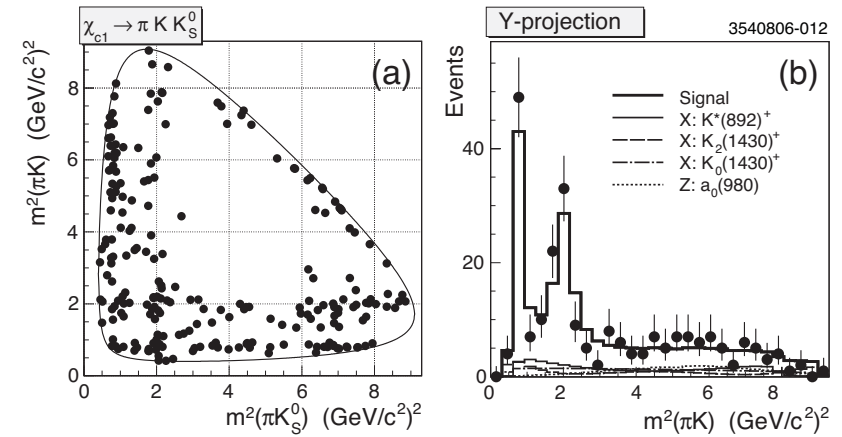 χc1 → π K K⁰S
(a)
m²(πK) (GeV/c²)²
8
6
4
2
0
0 2 4 6 8
m²(πK⁰S) (GeV/c²)²
Y-projection
3540806-012
(b)
Events
Signal
X: K*(892)⁺
X: K₂(1430)⁺
X: K₀(1430)⁺
Z: a₀(980)
40
20
0
0 2 4 6 8
m²(πK) (GeV/c²)²